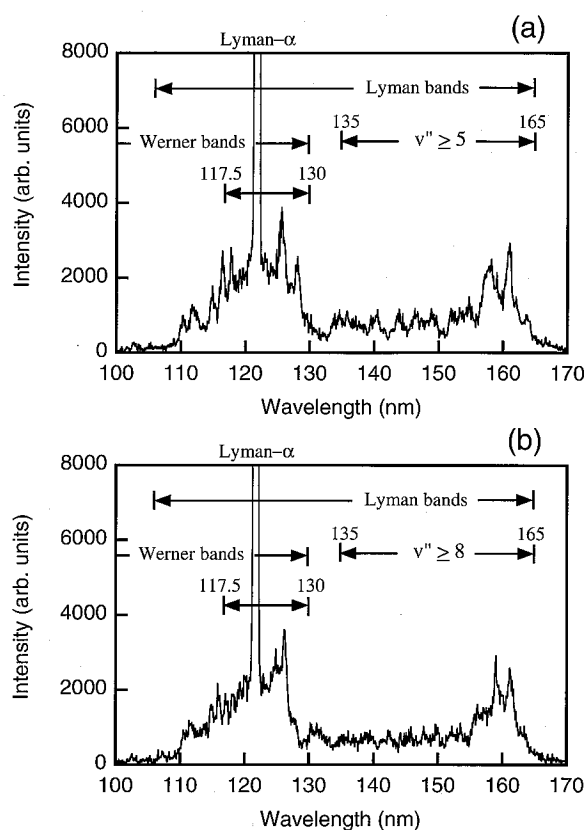 (a)
Lyman–α
8000
6000
4000
2000
0
Intensity (arb. units)
Lyman bands
Werner bands
135
165
v" ≥ 5
117.5
130
100 110 120 130 140 150 160 170
Wavelength (nm)
(b)
Lyman–α
8000
6000
4000
2000
0
Intensity (arb. units)
Lyman bands
Werner bands
135
165
v" ≥ 8
117.5
130
100 110 120 130 140 150 160 170
Wavelength (nm)